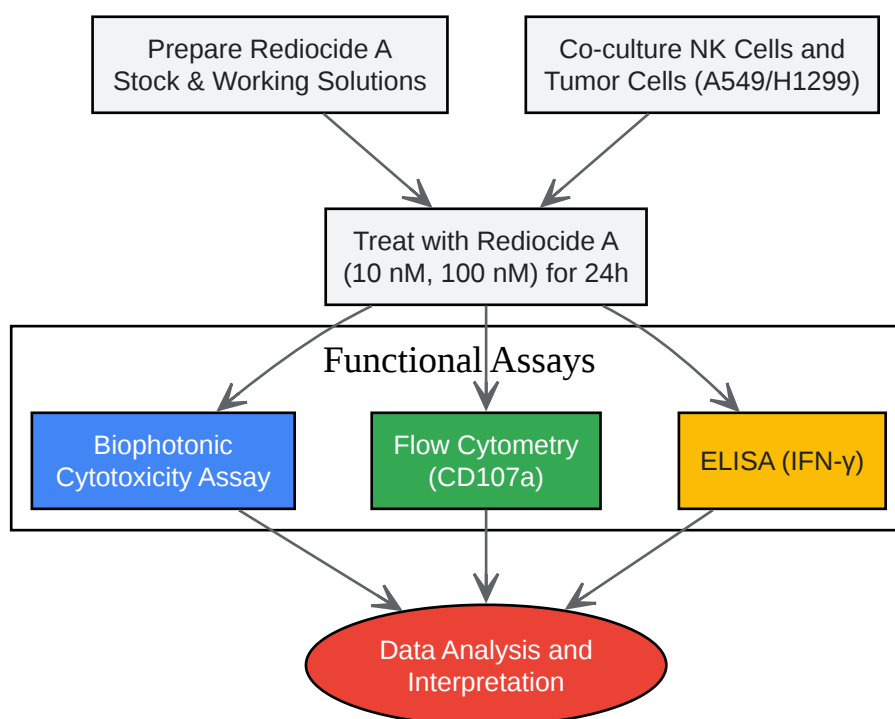 Prepare Rediocide A
Stock & Working Solutions
Co-culture NK Cells and
Tumor Cells (A549/H1299)
Treat with Rediocide A
(10 nM, 100 nM) for 24h
Functional Assays
Biophotonic
Cytotoxicity Assay
Flow Cytometry
(CD107a)
ELISA (IFN-γ)
Data Analysis and
Interpretation